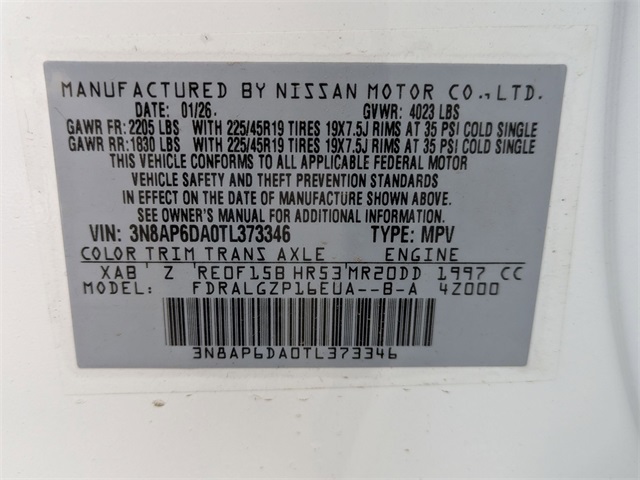 MANUFACTURED BY NISSAN MOTOR CO., LTD.
DATE: 01/26. GVWR: 4023 LBS
GAWR FR: 2205 LBS WITH 225/45R19 TIRES 19X7.5J RIMS AT 35 PSI COLD SINGLE
GAWR RR: 1830 LBS WITH 225/45R19 TIRES 19X7.5J RIMS AT 35 PSI COLD SINGLE
THIS VEHICLE CONFORMS TO ALL APPLICABLE FEDERAL MOTOR
VEHICLE SAFETY AND THEFT PREVENTION STANDARDS
IN EFFECT ON THE DATE OF MANUFACTURE SHOWN ABOVE.
SEE OWNER'S MANUAL FOR ADDITIONAL INFORMATION.
VIN: 3N8AP6DA0TL373346 TYPE: MPV
COLOR TRIM TRANS AXLE ENGINE
XAB Z RE0F15B HR53 MR20DD 1997 CC
MODEL: FDRALGZP16EUA--B-A 4Z000
3N8AP6DA0TL373346